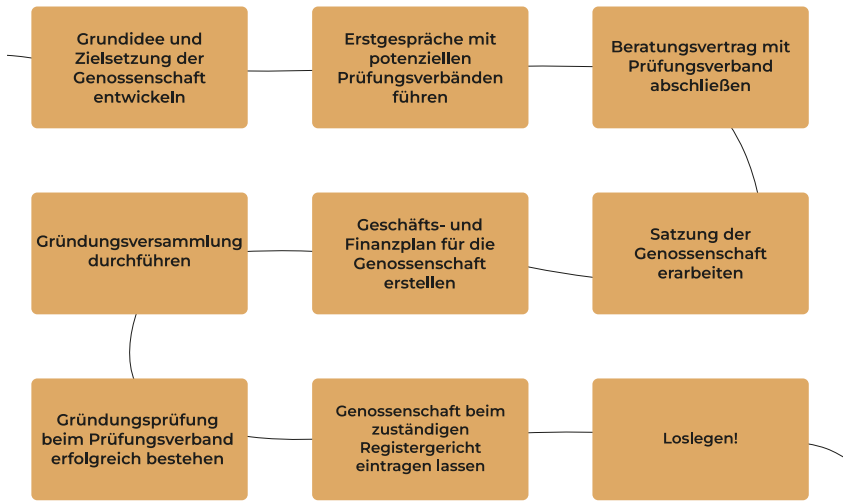 Grundidee und
Zielsetzung der
Genossenschaft
entwickeln
Erstgespräche mit
potenziellen
Prüfungsverbänden
führen
Beratungsvertrag mit
Prüfungsverband
abschließen
Satzung der
Genossenschaft
erarbeiten
Geschäfts- und
Finanzplan für die
Genossenschaft
erstellen
Gründungsversammlung
durchführen
Gründungsprüfung
beim Prüfungsverband
erfolgreich bestehen
Genossenschaft beim
zuständigen
Registergericht
eintragen lassen
Loslegen!